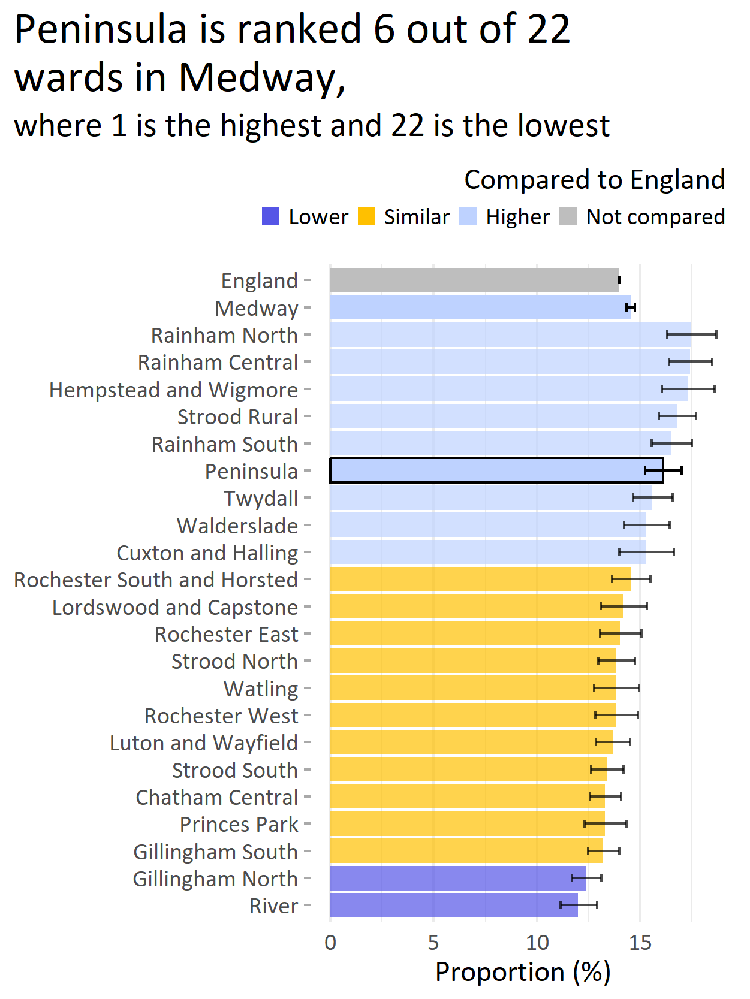 Peninsula is ranked 6 out of 22
wards in Medway,
where 1 is the highest and 22 is the lowest
Compared to England
Lower Similar Higher Not compared
England
Medway
Rainham North
Rainham Central
Hempstead and Wigmore
Strood Rural
Rainham South
Peninsula
Twydall
Walderslade
Cuxton and Halling
Rochester South and Horsted
Lordswood and Capstone
Rochester East
Strood North
Watling
Rochester West
Luton and Wayfield
Strood South
Chatham Central
Princes Park
Gillingham South
Gillingham North
River
0 5 10 15
Proportion (%)